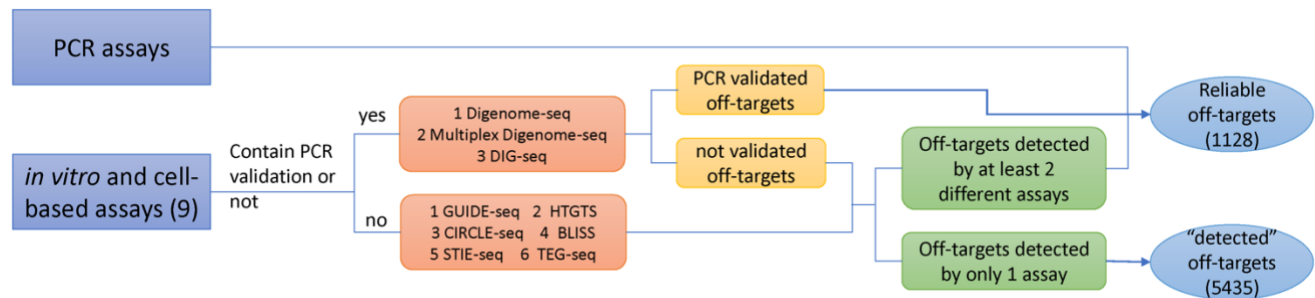 PCR assays
in vitro and cell-
based assays (9)
Contain PCR
validation or
not
yes
no
1 Digenome-seq
2 Multiplex Digenome-seq
3 DIG-seq
1 GUIDE-seq 2 HTGTS
3 CIRCLE-seq 4 BLISS
5 STIE-seq 6 TEG-seq
PCR validated
off-targets
not validated
off-targets
Off-targets detected
by at least 2
different assays
Off-targets detected
by only 1 assay
Reliable
off-targets
(1128)
“detected”
off-targets
(5435)